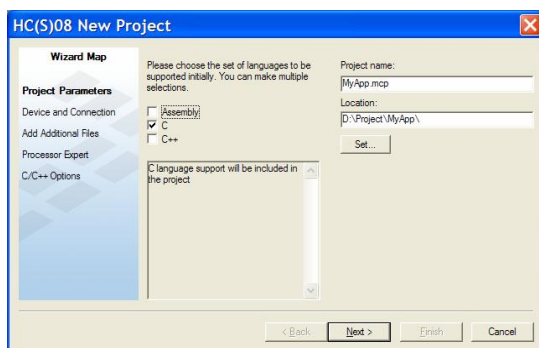 HC(S)08 New Project
Wizard Map
Project Parameters
Device and Connection
Add Additional Files
Processor Expert
C/C++ Options
Please choose the set of languages to be
supported initially. You can make multiple
selections.
Assembly
C
C++
C language support will be included in
the project
Project name:
MyApp.mcp
Location:
D:\Project\MyApp\
Set...
< Back
Next >
Finish
Cancel